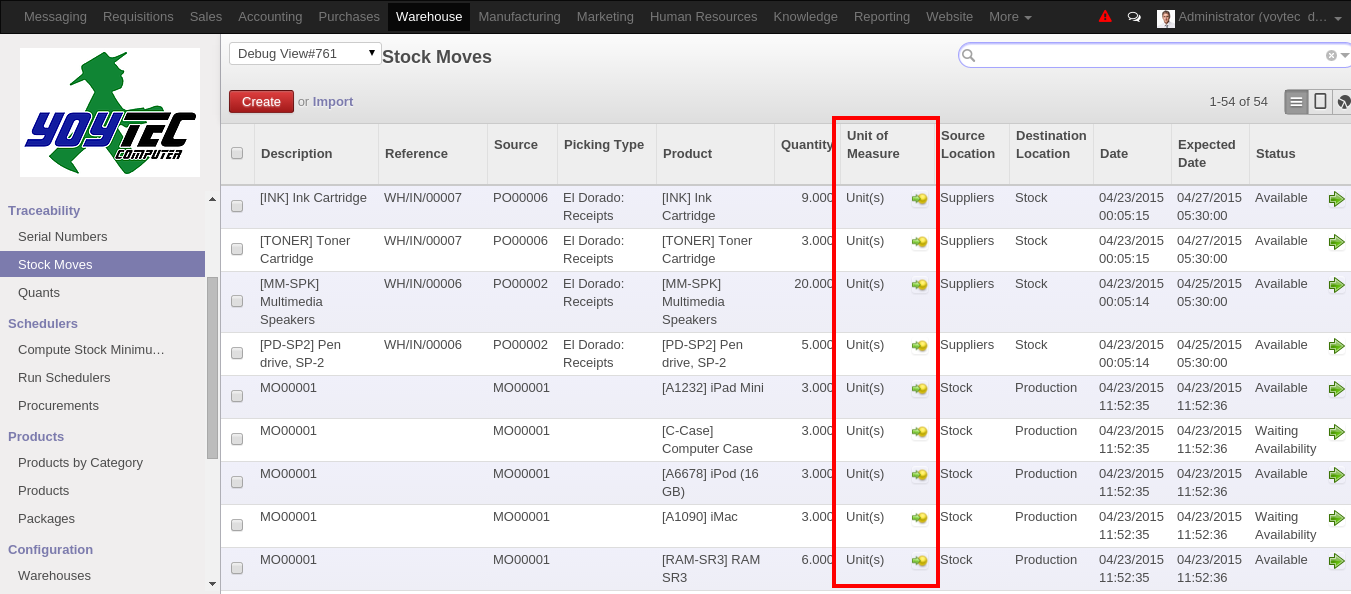 Messaging Requisitions Sales Accounting Purchases Warehouse Manufacturing Marketing Human Resources Knowledge Reporting Website More Administrator (yoytec_d...
YOYTEC
COMPUTER
Debug View#761 Stock Moves
Create or Import 1-54 of 54
Traceability
Serial Numbers
Stock Moves
Quants
Schedulers
Compute Stock Minimu...
Run Schedulers
Procurements
Products
Products by Category
Products
Packages
Configuration
Warehouses
Description Reference Source Picking Type Product Quantity Unit of Measure Source Location Destination Location Date Expected Date Status
[INK] Ink Cartridge WH/IN/00007 PO00006 El Dorado: [INK] Ink 9.000 Unit(s) Suppliers Stock 04/23/2015 04/27/2015 Available
Receipts Cartridge 00:05:15 05:30:00
[TONER] Toner WH/IN/00007 PO00006 El Dorado: [TONER] Toner 3.000 Unit(s) Suppliers Stock 04/23/2015 04/27/2015 Available
Cartridge Receipts Cartridge 00:05:15 05:30:00
[MM-SPK] WH/IN/00006 PO00002 El Dorado: [MM-SPK] 20.000 Unit(s) Suppliers Stock 04/23/2015 04/25/2015 Available
Multimedia Receipts Multimedia 00:05:14 05:30:00
Speakers Speakers
[PD-SP2] Pen WH/IN/00006 PO00002 El Dorado: [PD-SP2] Pen 5.000 Unit(s) Suppliers Stock 04/23/2015 04/25/2015 Available
drive, SP-2 Receipts drive, SP-2 00:05:14 05:30:00
MO00001 MO00001 [A1232] iPad Mini 3.000 Unit(s) Stock Production 04/23/2015 04/23/2015 Available
11:52:35 11:52:36
MO00001 MO00001 [C-Case] 3.000 Unit(s) Stock Production 04/23/2015 04/23/2015 Waiting
Computer Case 11:52:35 11:52:36 Availability
MO00001 MO00001 [A6678] iPod (16 3.000 Unit(s) Stock Production 04/23/2015 04/23/2015 Available
GB) 11:52:35 11:52:36
MO00001 MO00001 [A1090] iMac 3.000 Unit(s) Stock Production 04/23/2015 04/23/2015 Waiting
11:52:35 11:52:36 Availability
MO00001 MO00001 [RAM-SR3] RAM 6.000 Unit(s) Stock Production 04/23/2015 04/23/2015 Available
SR3 11:52:35 11:52:36